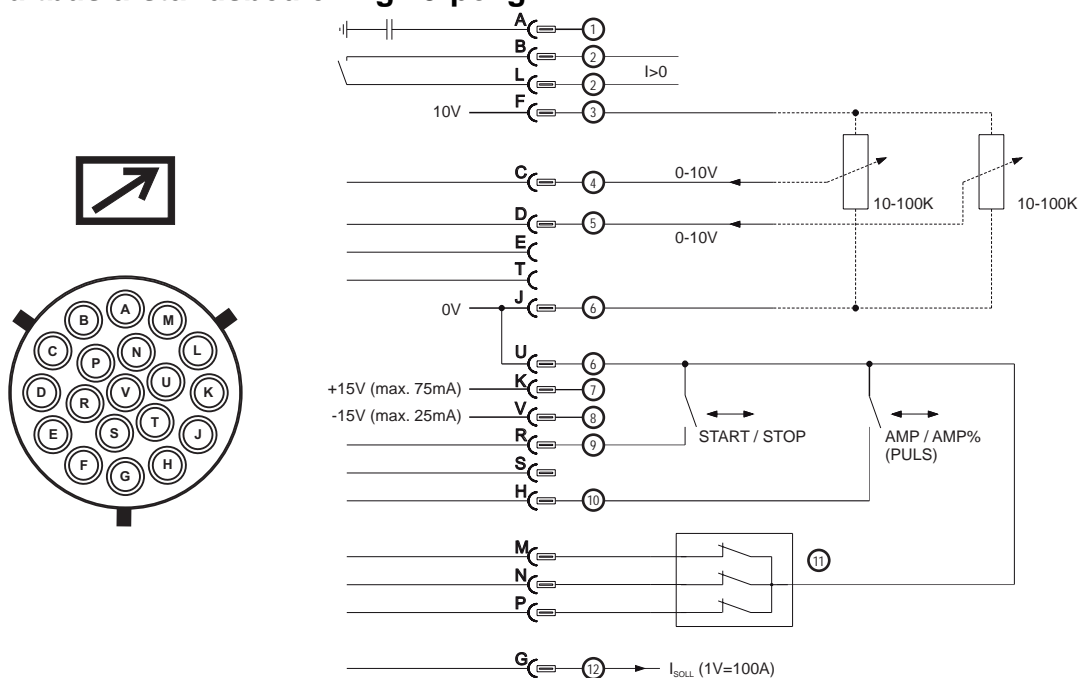 A 1
B 2
L 2
I>0
10V F 3
C 4 0-10V
10-100K 10-100K
D 5
0-10V
E
T
0V J 6
U 6
+15V (max. 75mA) K 7
-15V (max. 25mA) V 8
R 9
START / STOP
AMP / AMP%
(PULS)
S
H 10
M 11
N
P
G 12 I SOLL (1V=100A)
A
B M
C P N L
D R V U K
E S T J
F G H